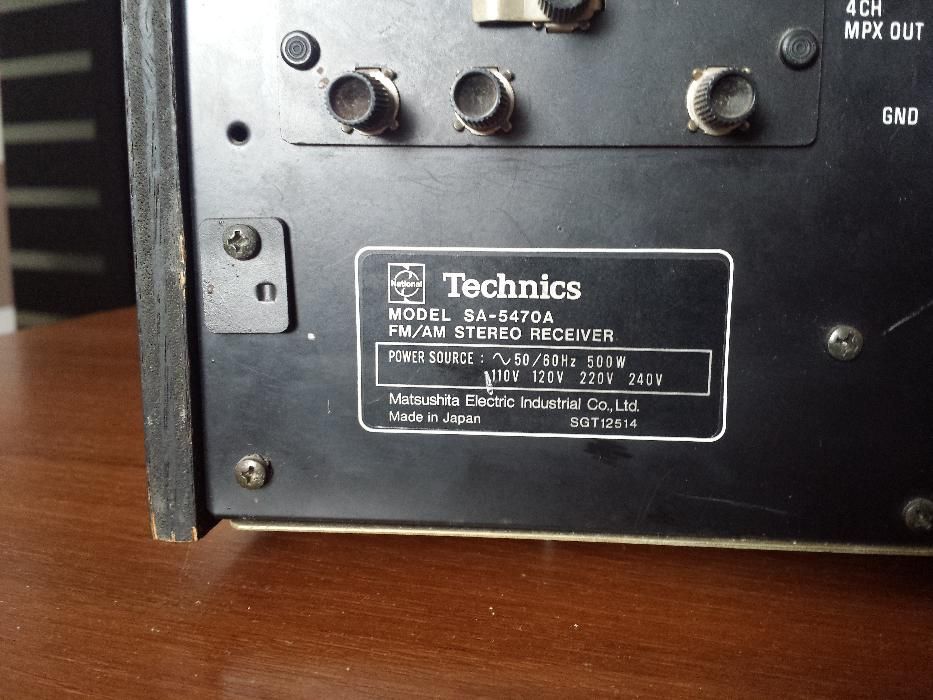 4CH
MPX OUT
GND
National Technics
MODEL SA-5470A
FM/AM STEREO RECEIVER
POWER SOURCE : ∿ 50/60Hz 500W
110V 120V 220V 240V
Matsushita Electric Industrial Co., Ltd.
Made in Japan SGT12514